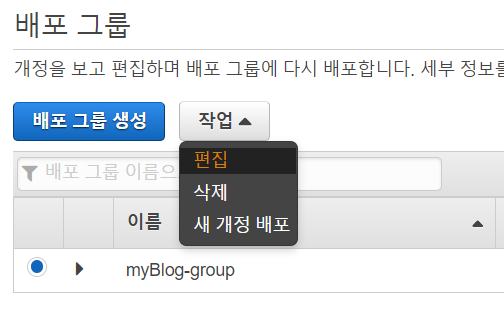 배포 그룹
개정을 보고 편집하며 배포 그룹에 다시 배포합니다. 세부 정보를
배포 그룹 생성
작업
편집
배포 그룹 이름으
삭제
새 개정 배포
이름
myBlog-group